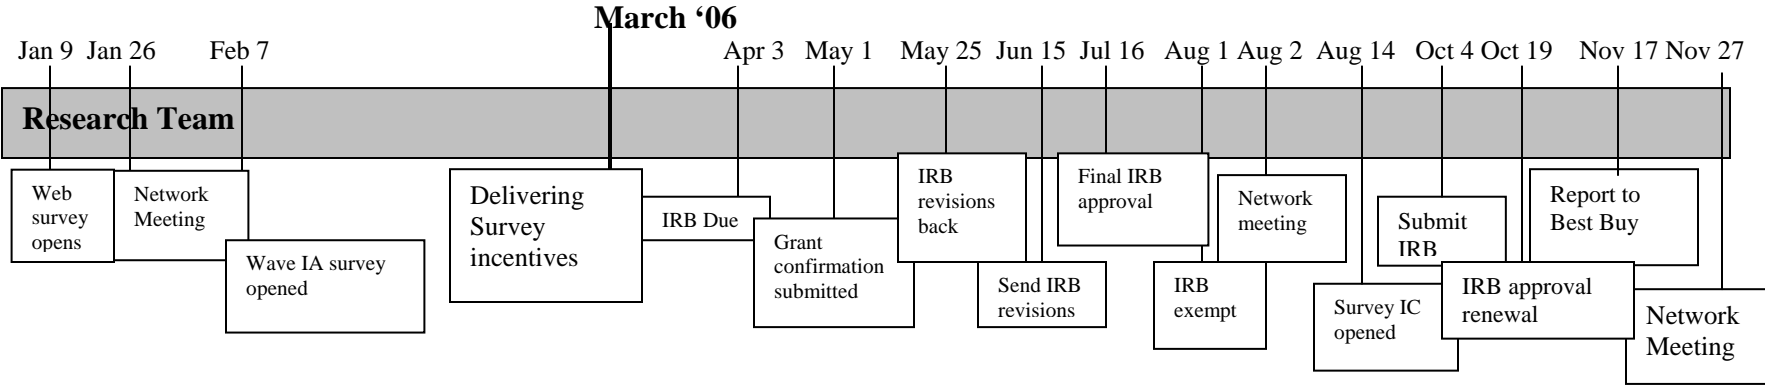 March ‘06
Jan 9 Jan 26 Feb 7 Apr 3 May 1 May 25 Jun 15 Jul 16 Aug 1 Aug 2 Aug 14 Oct 4 Oct 19 Nov 17 Nov 27
Research Team
Web
survey
opens
Network
Meeting
Wave IA survey
opened
Delivering
Survey
incentives
IRB Due
Grant
confirmation
submitted
IRB
revisions
back
Send IRB
revisions
Final IRB
approval
IRB
exempt
Network
meeting
Survey IC
opened
Submit
IRB
IRB approval
renewal
Report to
Best Buy
Network
Meeting